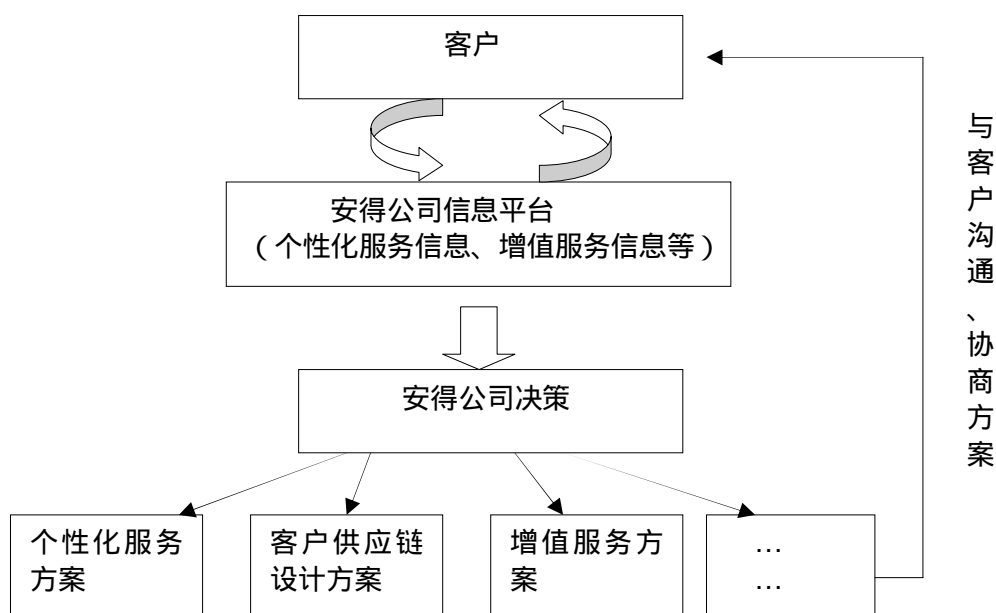 客户
安得公司信息平台
（个性化服务信息、增值服务信息等）
安得公司决策
个性化服务
方案
客户供应链
设计方案
增值服务方
案
…
…
与客户沟通、协商方案